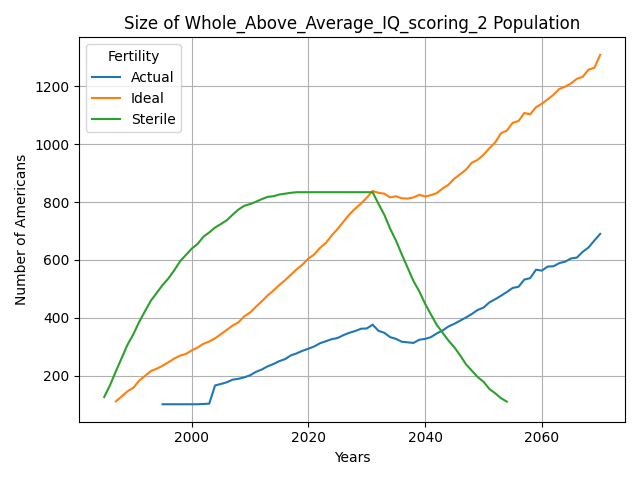 Size of Whole_Above_Average_IQ_scoring_2 Population
Fertility
Actual
Ideal
Sterile
Number of Americans
1200
1000
800
600
400
200
2000
2020
2040
2060
Years